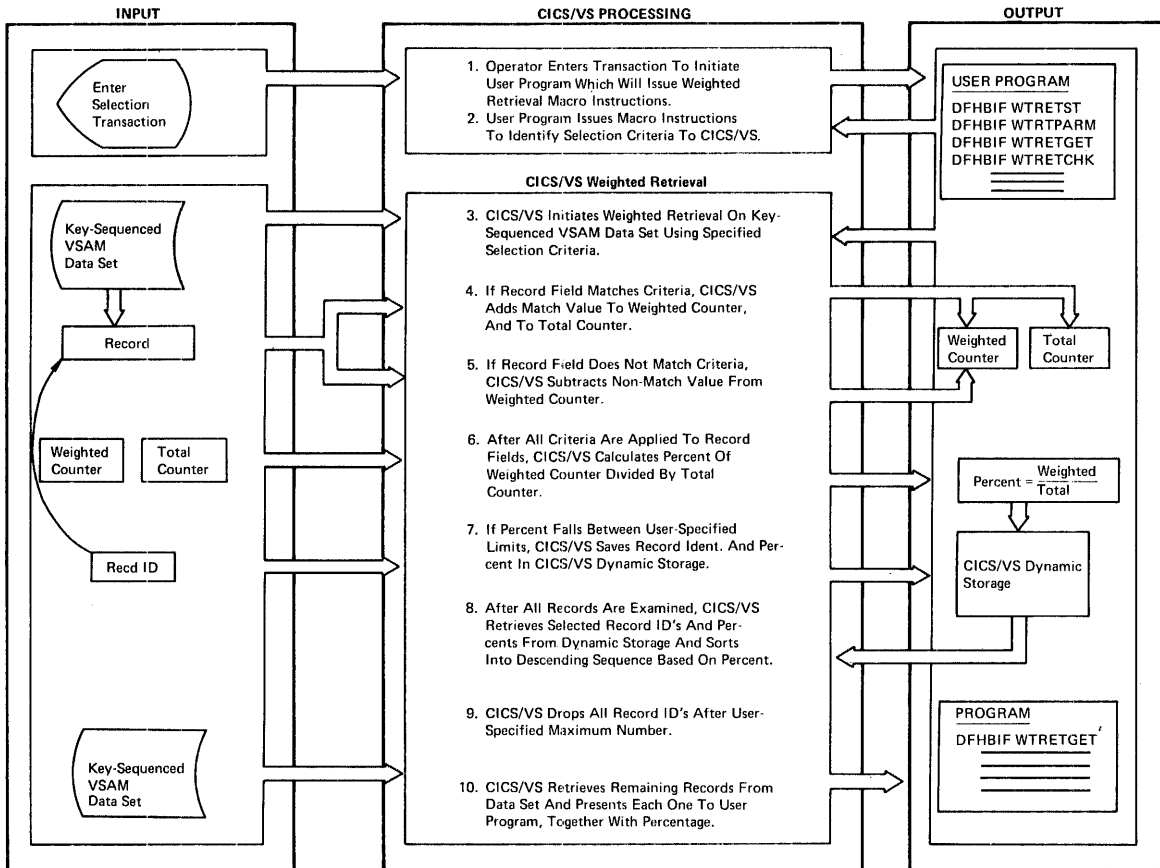 INPUT
CICS/VS PROCESSING
OUTPUT
Enter
Selection
Transaction
1. Operator Enters Transaction To Initiate
User Program Which Will Issue Weighted
Retrieval Macro Instructions.
2. User Program Issues Macro Instructions
To Identify Selection Criteria To CICS/VS.
USER PROGRAM
DFHBIF WTRETST
DFHBIF WTRTPARM
DFHBIF WTRETGET
DFHBIF WTRETCHK
CICS/VS Weighted Retrieval
Key-Sequenced
VSAM
Data Set
Record
Weighted
Counter
Total
Counter
Recd ID
Key-Sequenced
VSAM
Data Set
3. CICS/VS Initiates Weighted Retrieval On Key-
Sequenced VSAM Data Set Using Specified
Selection Criteria.
4. If Record Field Matches Criteria, CICS/VS
Adds Match Value To Weighted Counter,
And To Total Counter.
5. If Record Field Does Not Match Criteria,
CICS/VS Subtracts Non-Match Value From
Weighted Counter.
6. After All Criteria Are Applied To Record
Fields, CICS/VS Calculates Percent Of
Weighted Counter Divided By Total
Counter.
7. If Percent Falls Between User-Specified
Limits, CICS/VS Saves Record Ident. And Per-
cent In CICS/VS Dynamic Storage.
8. After All Records Are Examined, CICS/VS
Retrieves Selected Record ID's And Per-
cents From Dynamic Storage And Sorts
Into Descending Sequence Based On Percent.
9. CICS/VS Drops All Record ID's After User-
Specified Maximum Number.
10. CICS/VS Retrieves Remaining Records From
Data Set And Presents Each One To User
Program, Together With Percentage.
Weighted
Counter
Total
Counter
Percent = Weighted
Total
CICS/VS Dynamic
Storage
PROGRAM
DFHBIF WTRETGET